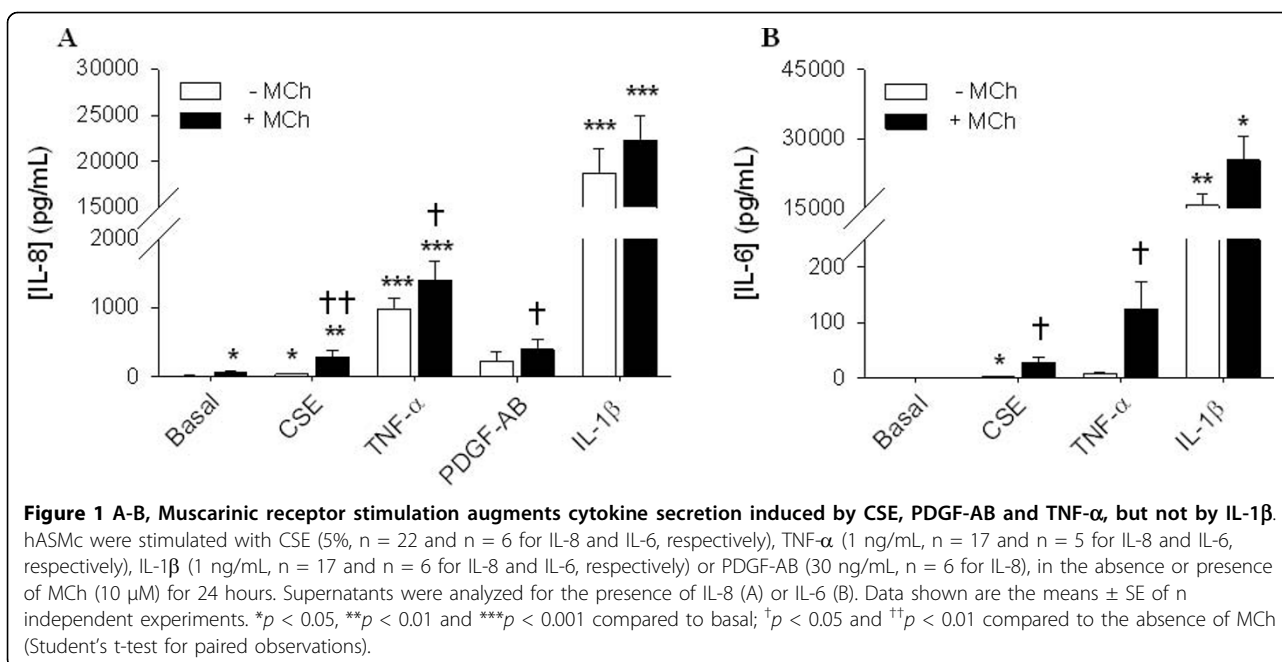 A
B
30000
25000
20000
15000
2000
1000
0
[IL-8] (pg/mL)
- MCh
+ MCh
*
*
††
**
***
†
***
†
***
***
Basal
CSE
TNF-α
PDGF-AB
IL-1β
45000
30000
15000
200
100
0
[IL-6] (pg/mL)
- MCh
+ MCh
*
†
†
**
*
Basal
CSE
TNF-α
IL-1β
Figure 1 A-B, Muscarinic receptor stimulation augments cytokine secretion induced by CSE, PDGF-AB and TNF-α, but not by IL-1β.
hASMc were stimulated with CSE (5%, n = 22 and n = 6 for IL-8 and IL-6, respectively), TNF-α (1 ng/mL, n = 17 and n = 5 for IL-8 and IL-6,
respectively), IL-1β (1 ng/mL, n = 17 and n = 6 for IL-8 and IL-6, respectively) or PDGF-AB (30 ng/mL, n = 6 for IL-8), in the absence or presence
of MCh (10 μM) for 24 hours. Supernatants were analyzed for the presence of IL-8 (A) or IL-6 (B). Data shown are the means ± SE of n
independent experiments. *p < 0.05, **p < 0.01 and ***p < 0.001 compared to basal; †p < 0.05 and ††p < 0.01 compared to the absence of MCh
(Student's t-test for paired observations).